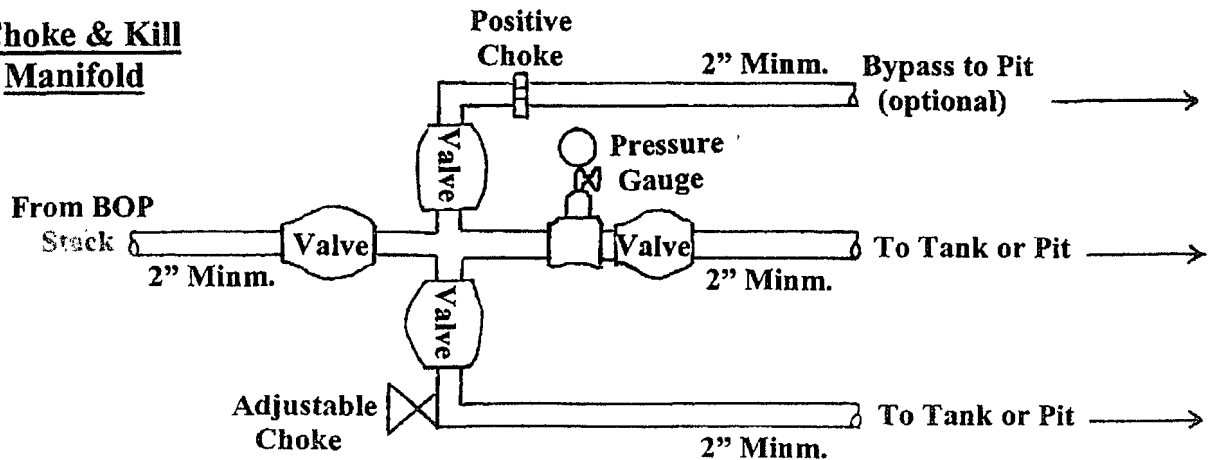 Choke & Kill
Manifold
Positive
Choke
2” Minm.
Bypass to Pit
(optional)
Valve
Pressure
Gauge
From BOP
Stack
Valve
Valve
To Tank or Pit
2” Minm.
2” Minm.
Valve
Adjustable
Choke
To Tank or Pit
2” Minm.